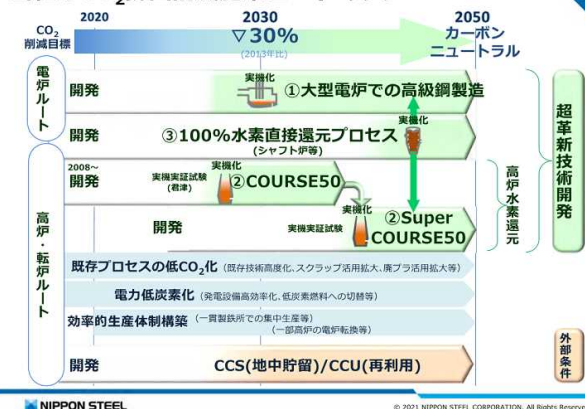 2020
2030
2050
CO₂
削減目標
▽30%
(2013年比)
カーボン
ニュートラル
電炉ルート
開発
実機化
①大型電炉での高級鋼製造
開発
③100%水素直接還元プロセス
(シャフト炉等)
実機化
超革新技術開発
高炉・転炉ルート
2008~
開発
実機実証試験
(君津)
実機化
②COURSE50
高炉水素還元
開発
実機実証試験
実機化
②Super
COURSE50
既存プロセスの低CO₂化(既存技術高度化、スクラップ活用拡大、廃プラ活用拡大等)
電力低炭素化(発電設備高効率化、低炭素燃料への切替等)
効率的生産体制構築(一貫製鉄所での集中生産等)
(一部高炉の電炉転換等)
開発
CCS(地中貯留)/CCU(再利用)
外部条件
NIPPON STEEL
© 2021 NIPPON STEEL CORPORATION. All Rights Reserve